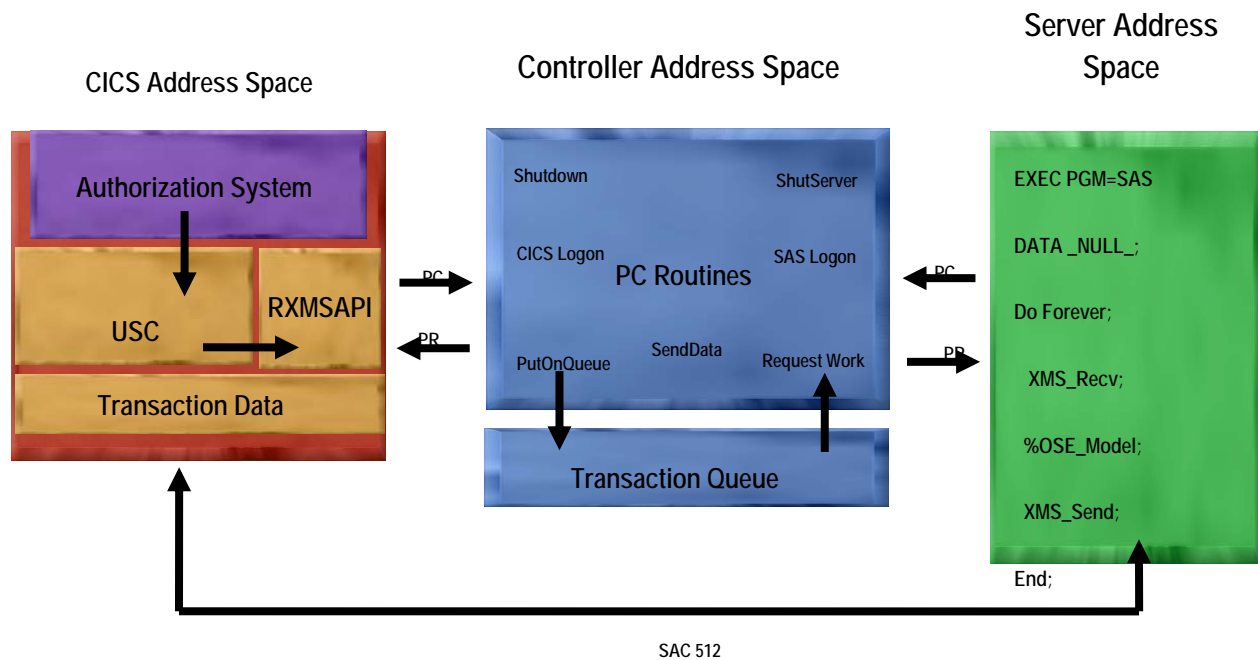 Server Address
Space
Controller Address Space
CICS Address Space
Authorization System
USC
RXMSAPI
Transaction Data
PC
PR
Shutdown
ShutServer
CICS Logon
SAS Logon
PC Routines
SendData
PutOnQueue
Request Work
Transaction Queue
PC
PR
EXEC PGM=SAS
DATA _NULL_;
Do Forever;
XMS_Recv;
%OSE_Model;
XMS_Send;
End;
SAC 512